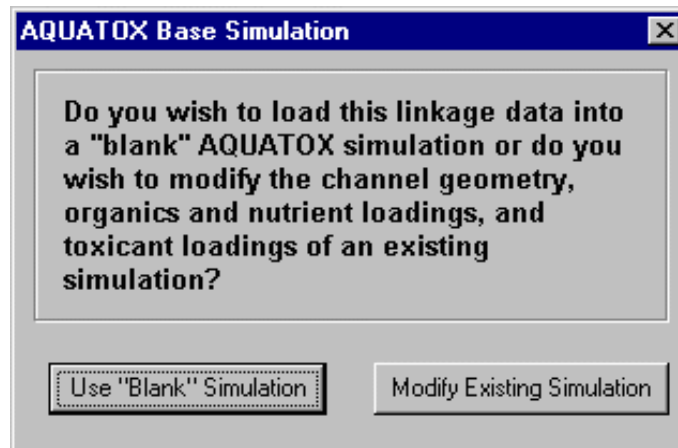 AQUATOX Base Simulation
Do you wish to load this linkage data into
a "blank" AQUATOX simulation or do you
wish to modify the channel geometry,
organics and nutrient loadings, and
toxicant loadings of an existing
simulation?
Use "Blank" Simulation
Modify Existing Simulation